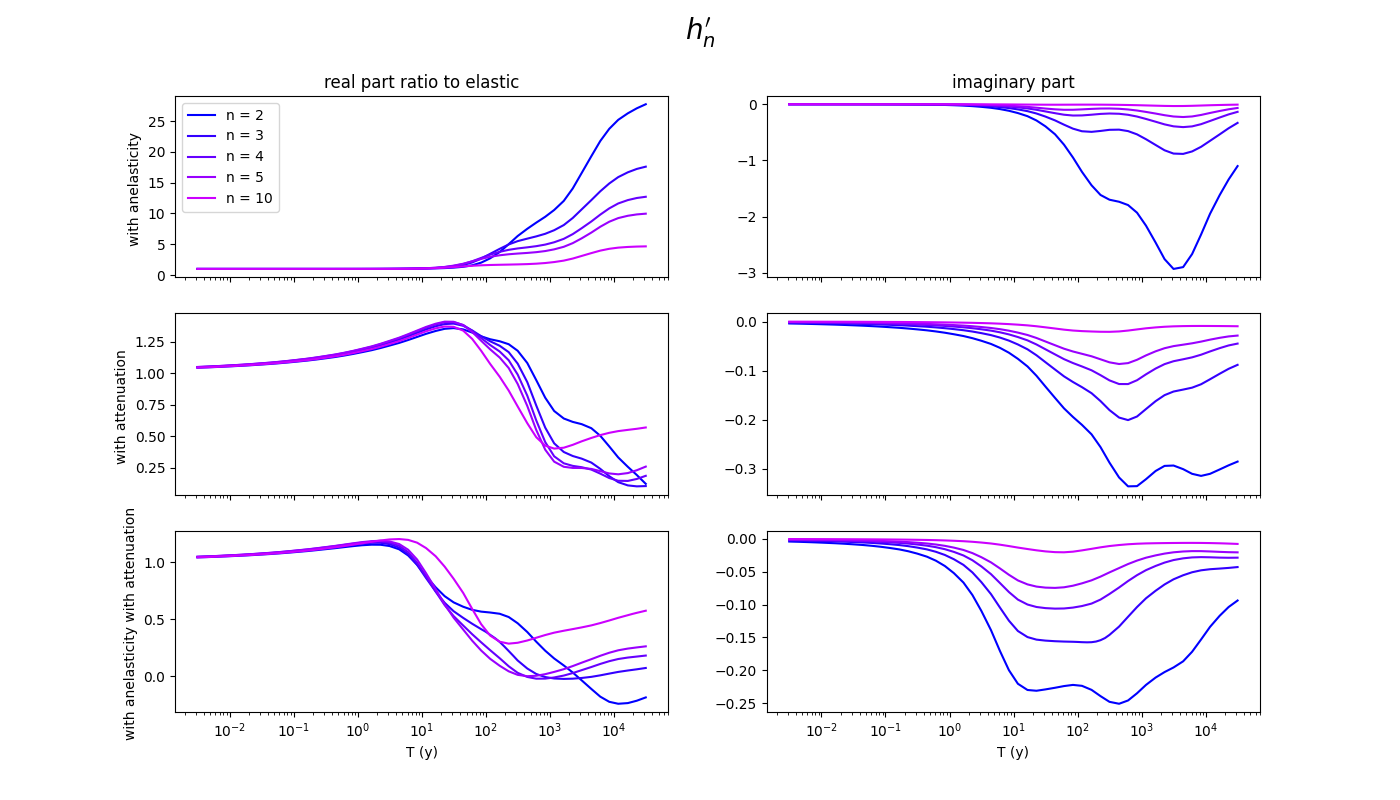 h′ₙ
real part ratio to elastic
imaginary part
with anelasticity
25
20
15
10
5
0
n = 2
n = 3
n = 4
n = 5
n = 10
0
−1
−2
−3
with attenuation
1.25
1.00
0.75
0.50
0.25
0.0
−0.1
−0.2
−0.3
with anelasticity with attenuation
1.0
0.5
0.0
10⁻² 10⁻¹ 10⁰ 10¹ 10² 10³ 10⁴
T (y)
0.00
−0.05
−0.10
−0.15
−0.20
−0.25
10⁻² 10⁻¹ 10⁰ 10¹ 10² 10³ 10⁴
T (y)